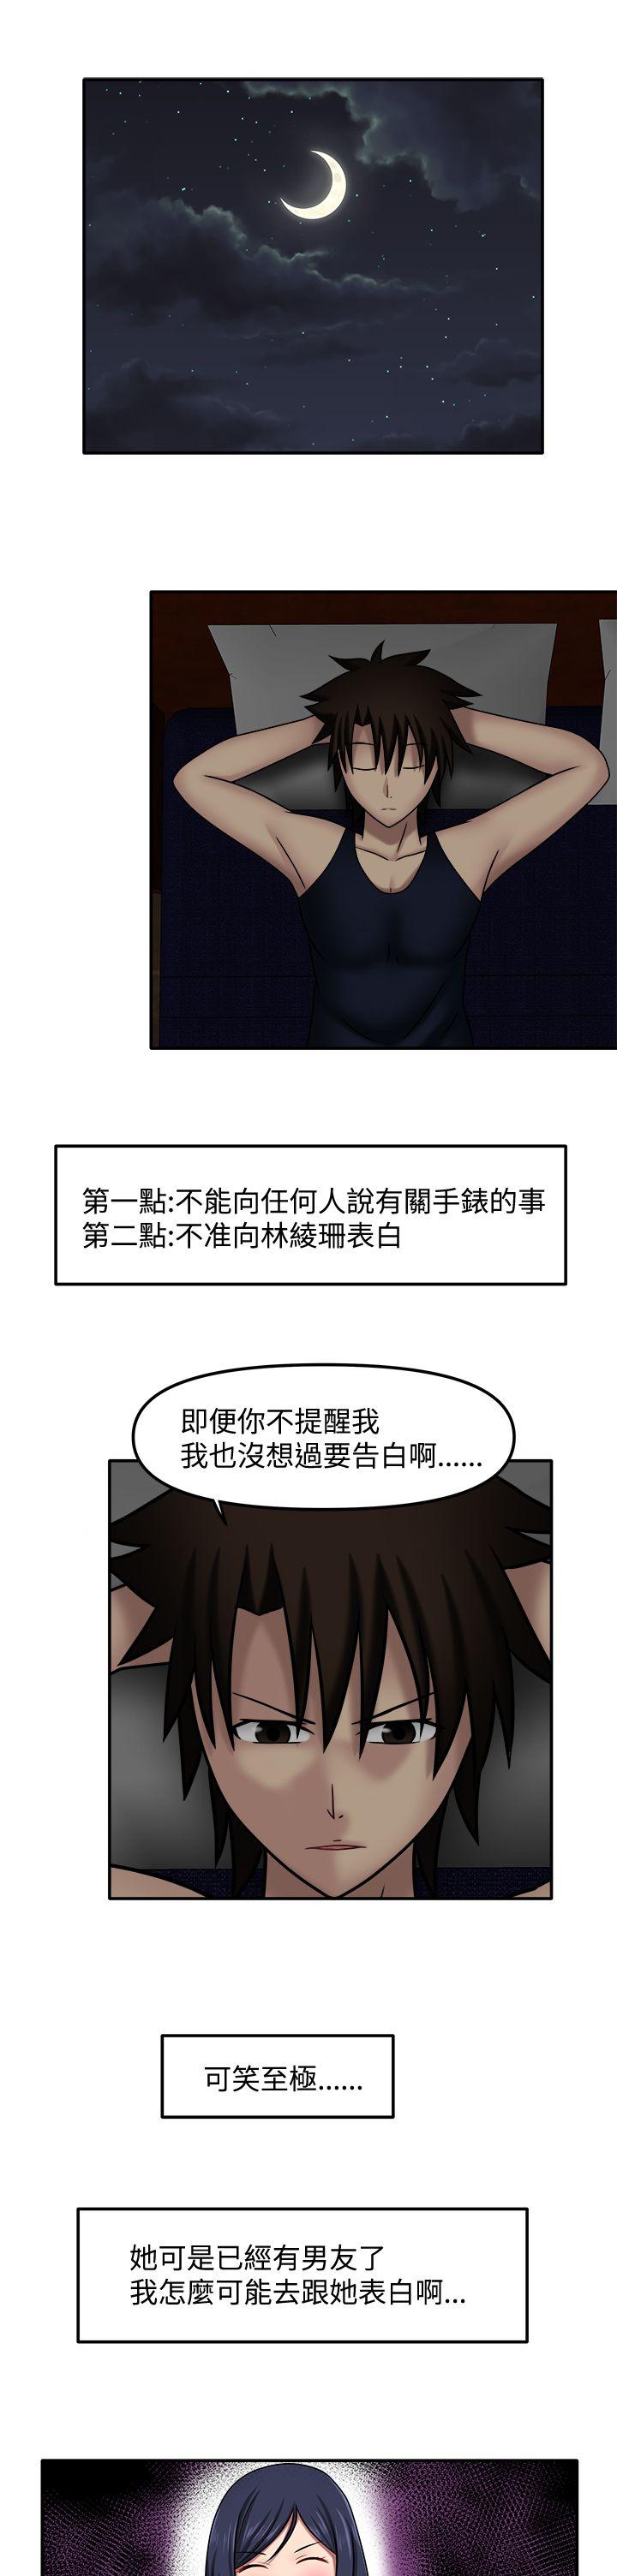 第一點:不能向任何人說有關手錶的事
第二點:不准向林綾珊表白
即便你不提醒我
我也沒想過要告白啊......
可笑至極......
她可是已經有男友了
我怎麼可能去跟她表白啊...